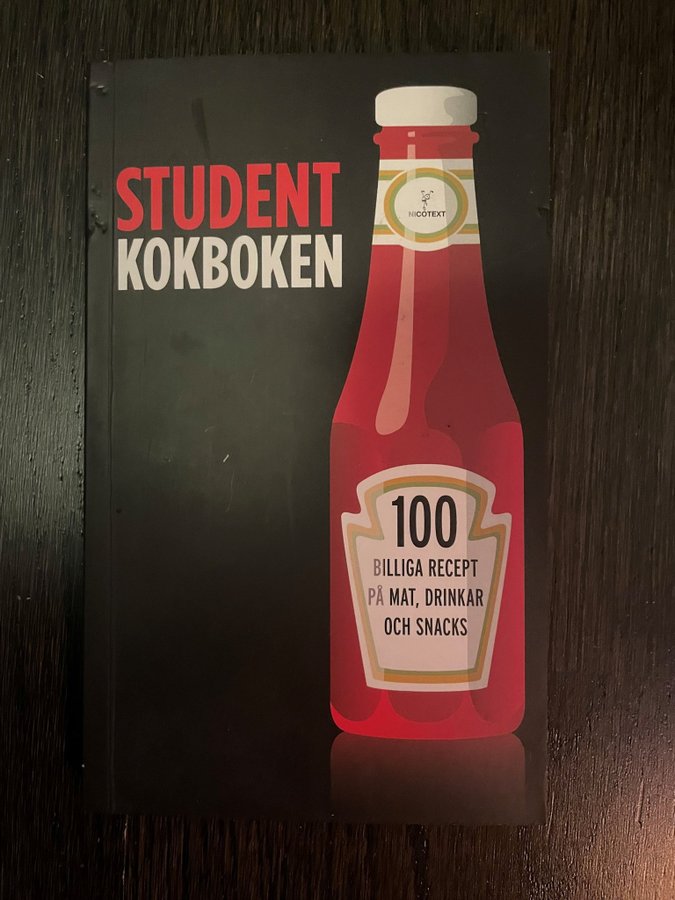 STUDENT
KOKBOKEN
NICOTEXT
100
BILLIGA RECEPT
PÅ MAT, DRINKAR
OCH SNACKS